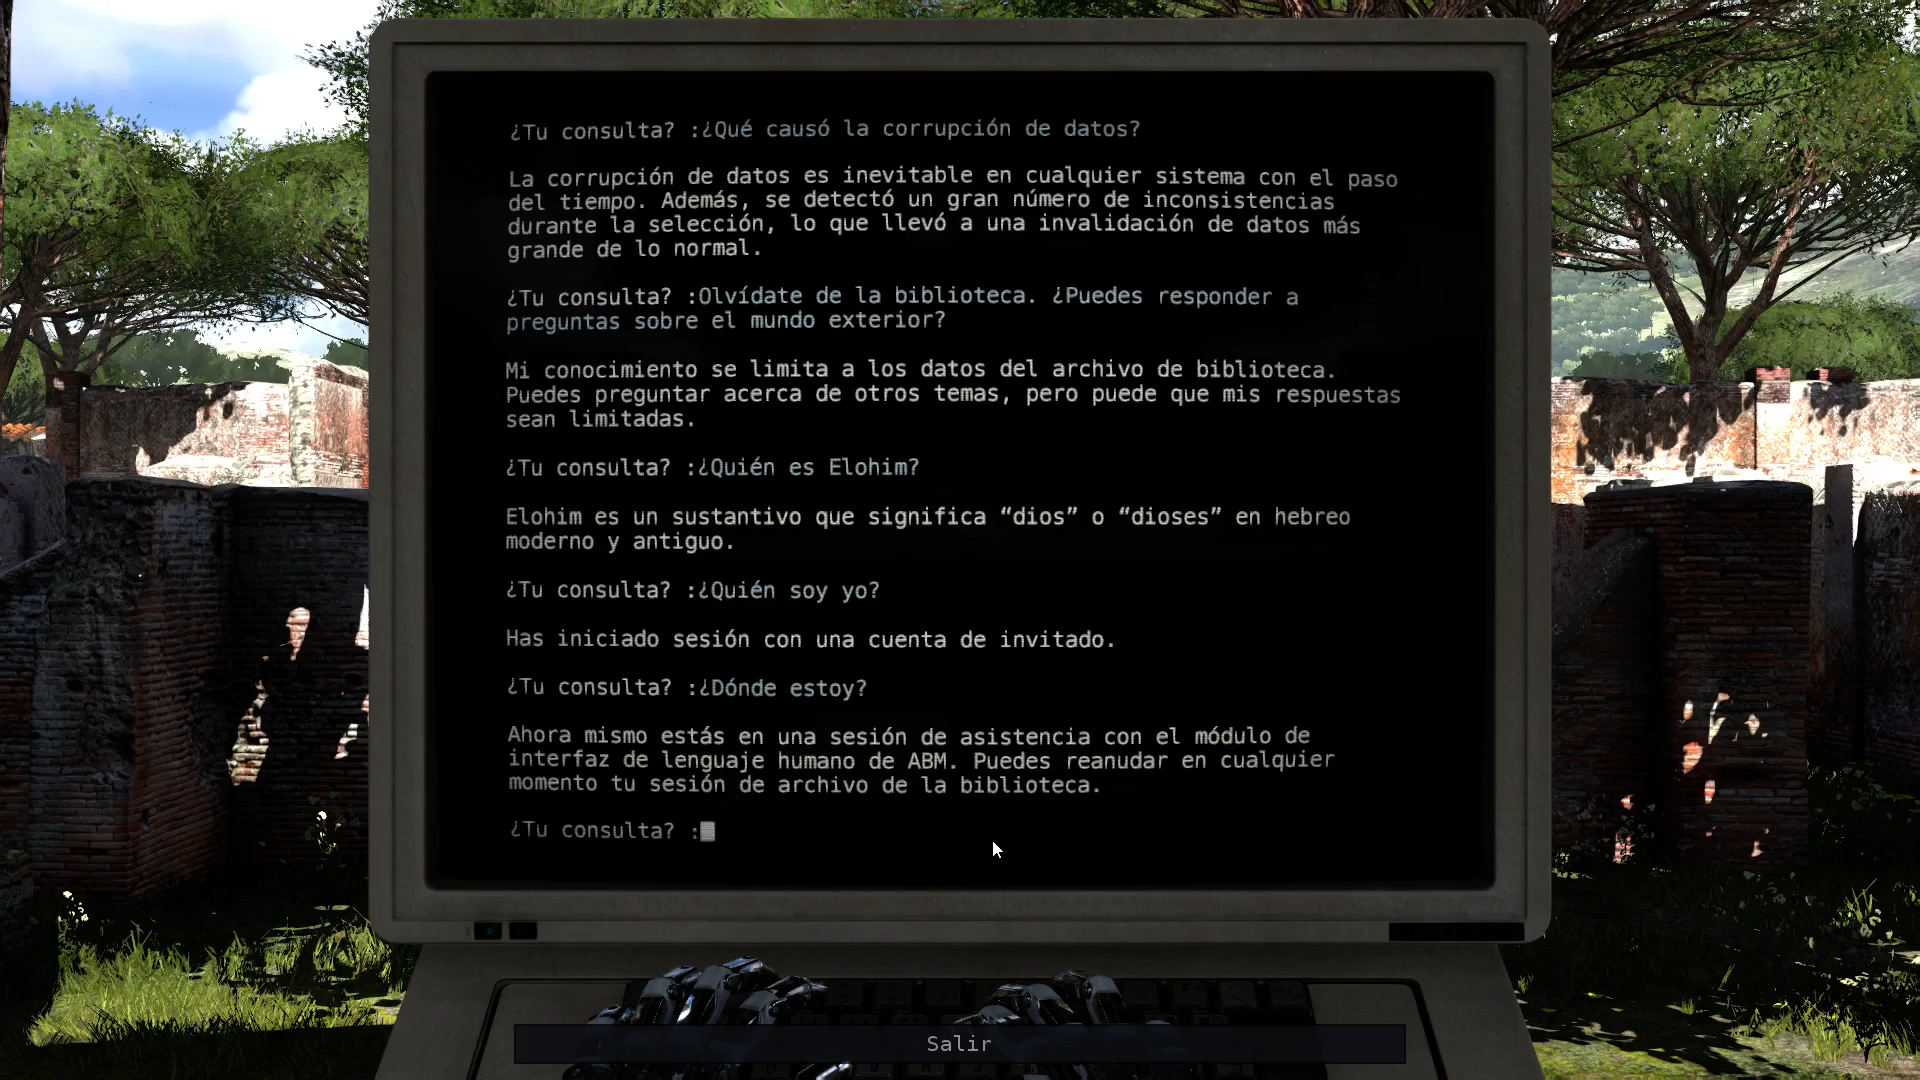 ¿Tu consulta? :¿Qué causó la corrupción de datos?
La corrupción de datos es inevitable en cualquier sistema con el paso
del tiempo. Además, se detectó un gran número de inconsistencias
durante la selección, lo que llevó a una invalidación de datos más
grande de lo normal.
¿Tu consulta? :Olvídate de la biblioteca. ¿Puedes responder a
preguntas sobre el mundo exterior?
Mi conocimiento se limita a los datos del archivo de biblioteca.
Puedes preguntar acerca de otros temas, pero puede que mis respuestas
sean limitadas.
¿Tu consulta? :¿Quién es Elohim?
Elohim es un sustantivo que significa “dios” o “dioses” en hebreo
moderno y antiguo.
¿Tu consulta? :¿Quién soy yo?
Has iniciado sesión con una cuenta de invitado.
¿Tu consulta? :¿Dónde estoy?
Ahora mismo estás en una sesión de asistencia con el módulo de
interfaz de lenguaje humano de ABM. Puedes reanudar en cualquier
momento tu sesión de archivo de la biblioteca.
¿Tu consulta? :
Salir